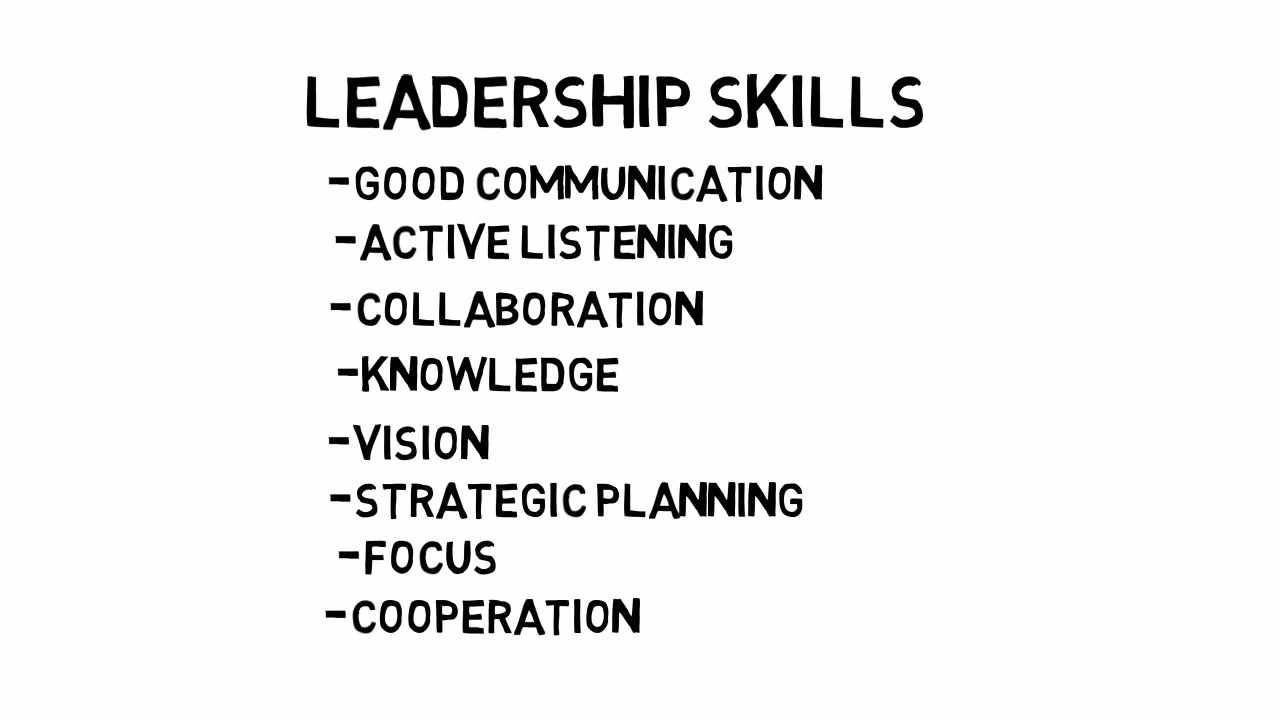 LEADERSHIP SKILLS
-GOOD COMMUNICATION
-ACTIVE LISTENING
-COLLABORATION
-KNOWLEDGE
-VISION
-STRATEGIC PLANNING
-FOCUS
-COOPERATION